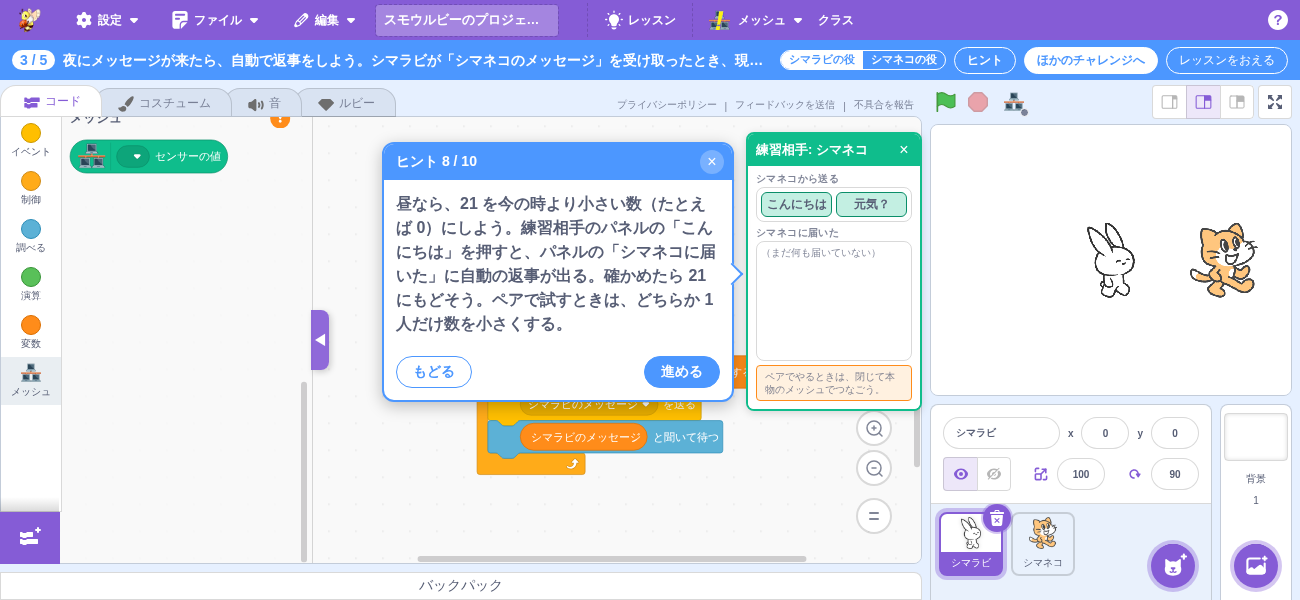 設定
ファイル
編集
スモウルビーのプロジェ…
レッスン
メッシュ
クラス
?
3 / 5
夜にメッセージが来たら、自動で返事をしよう。シマラビが「シマネコのメッセージ」を受け取ったとき、現…
シマラビの役
シマネコの役
ヒント
ほかのチャレンジへ
レッスンをおえる
コード
コスチューム
音
ルビー
プライバシーポリシー | フィードバックを送信 | 不具合を報告
イベント
制御
調べる
演算
変数
メッシュ
メッシュ
センサーの値
ヒント 8 / 10
昼なら、21 を今の時より小さい数（たとえ
ば 0）にしよう。練習相手のパネルの「こん
にちは」を押すと、パネルの「シマネコに届
いた」に自動の返事が出る。確かめたら 21
にもどそう。ペアで試すときは、どちらか 1
人だけ数を小さくする。
もどる
進める
練習相手: シマネコ
シマネコから送る
こんにちは
元気？
シマネコに届いた
（まだ何も届いていない）
ペアでやるときは、閉じて本
物のメッシュでつなごう。
シマラビのメッセージ
を送る
シマラビのメッセージ
と聞いて待つ
シマラビ
x
0
y
0
100
90
シマラビ
シマネコ
背景
1
バックパック